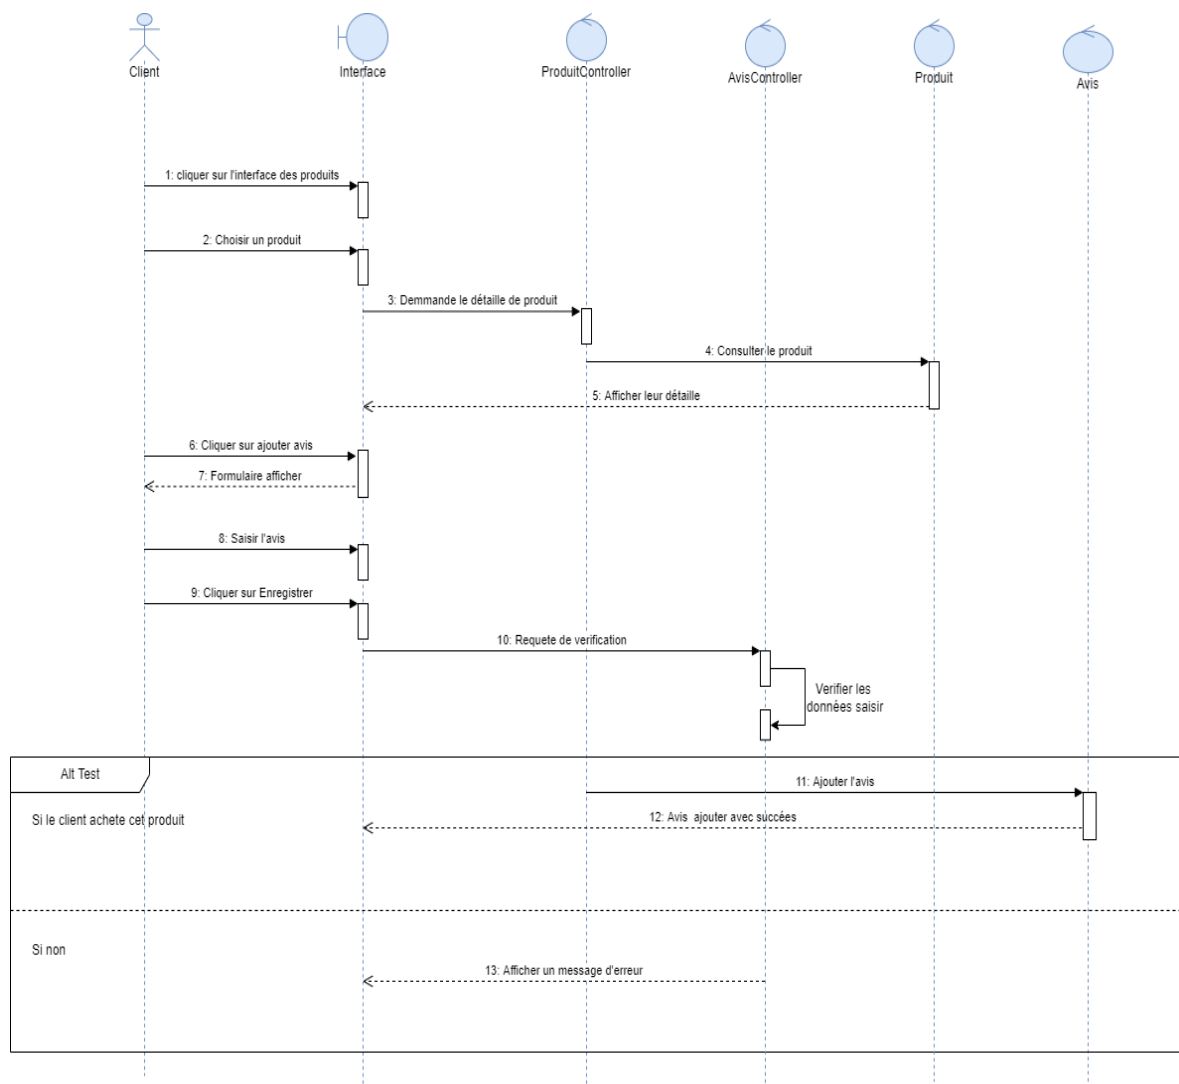 Client
Interface
ProduitController
AvisController
Produit
Avis
1: cliquer sur l'interface des produits
2: Choisir un produit
3: Demmande le détaille de produit
4: Consulter le produit
5: Afficher leur détaille
6: Cliquer sur ajouter avis
7: Formulaire afficher
8: Saisir l'avis
9: Cliquer sur Enregistrer
10: Requete de verification
Verifier les
données saisir
Alt Test
11: Ajouter l'avis
Si le client achete cet produit
12: Avis ajouter avec succées
Si non
13: Afficher un message d'erreur